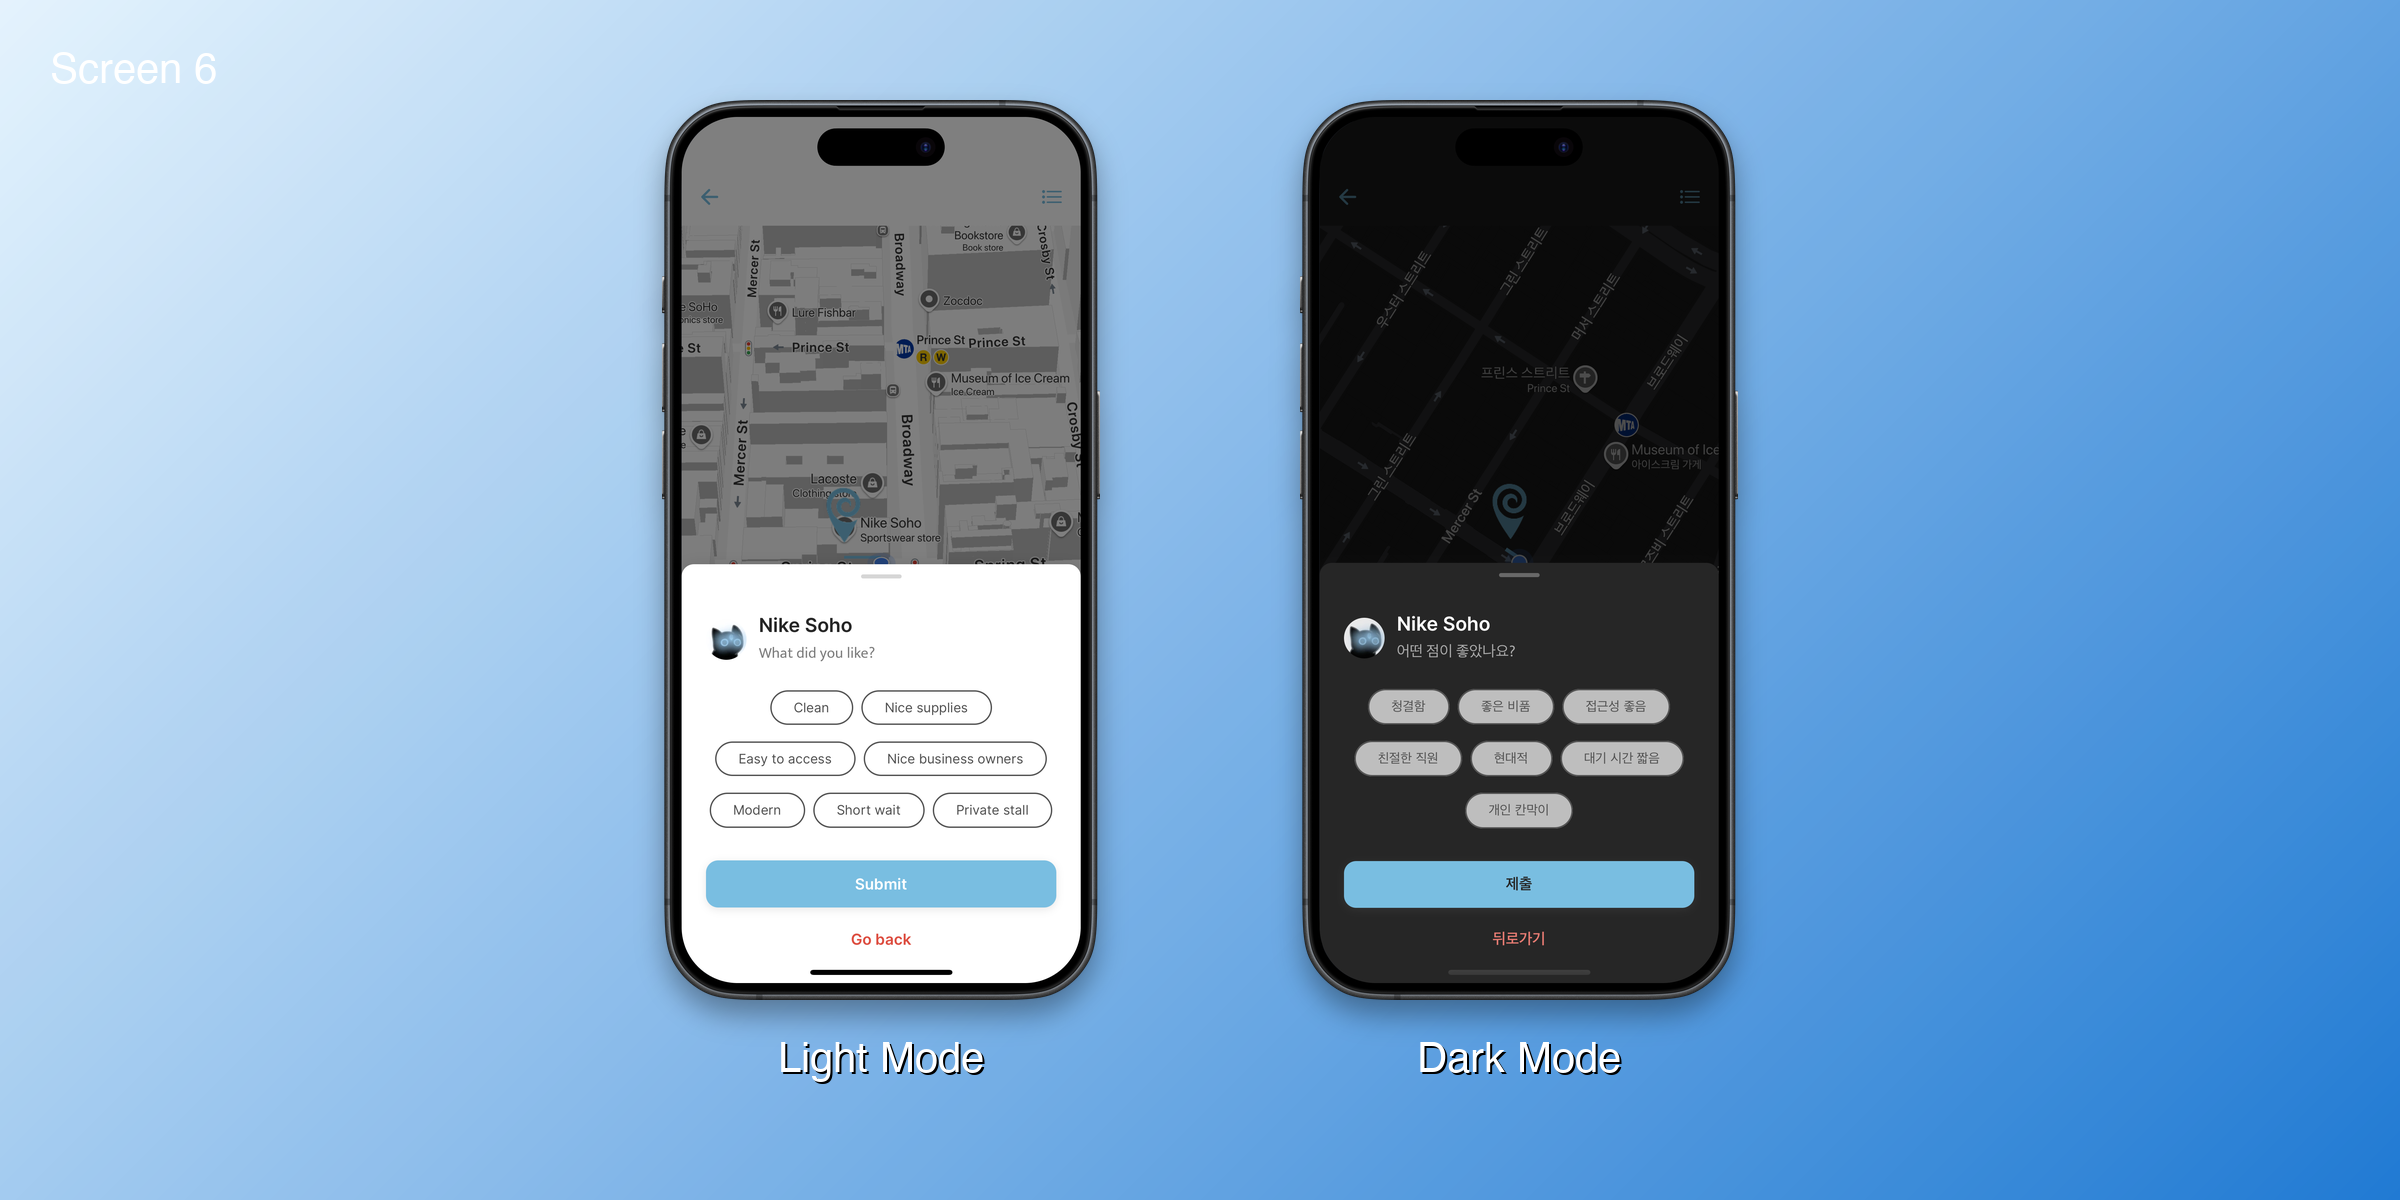 Screen 6
Bookstore
Book store
Crosby St
Mercer St
Broadway
Zocdoc
SoHo
onics store
Lure Fishbar
e St
Prince St
MTA
Prince St
Prince St
R W
Museum of Ice Cream
Ice Cream
Crosby St
Mercer St
Broadway
Lacoste
Clothing store
Nike Soho
Sportswear store
Spring St
Nike Soho
What did you like?
Clean
Nice supplies
Easy to access
Nice business owners
Modern
Short wait
Private stall
Submit
Go back
Light Mode
우스터 스트리트
그린 스트리트
머서 스트리트
브로드웨이
프린스 스트리트
Prince St
MTA
Museum of Ice
아이스크림 가게
그린 스트리트
Mercer St
브로드웨이
즈비 스트리트
Nike Soho
어떤 점이 좋았나요?
청결함
좋은 비품
접근성 좋음
친절한 직원
현대적
대기 시간 짧음
개인 칸막이
제출
뒤로가기
Dark Mode